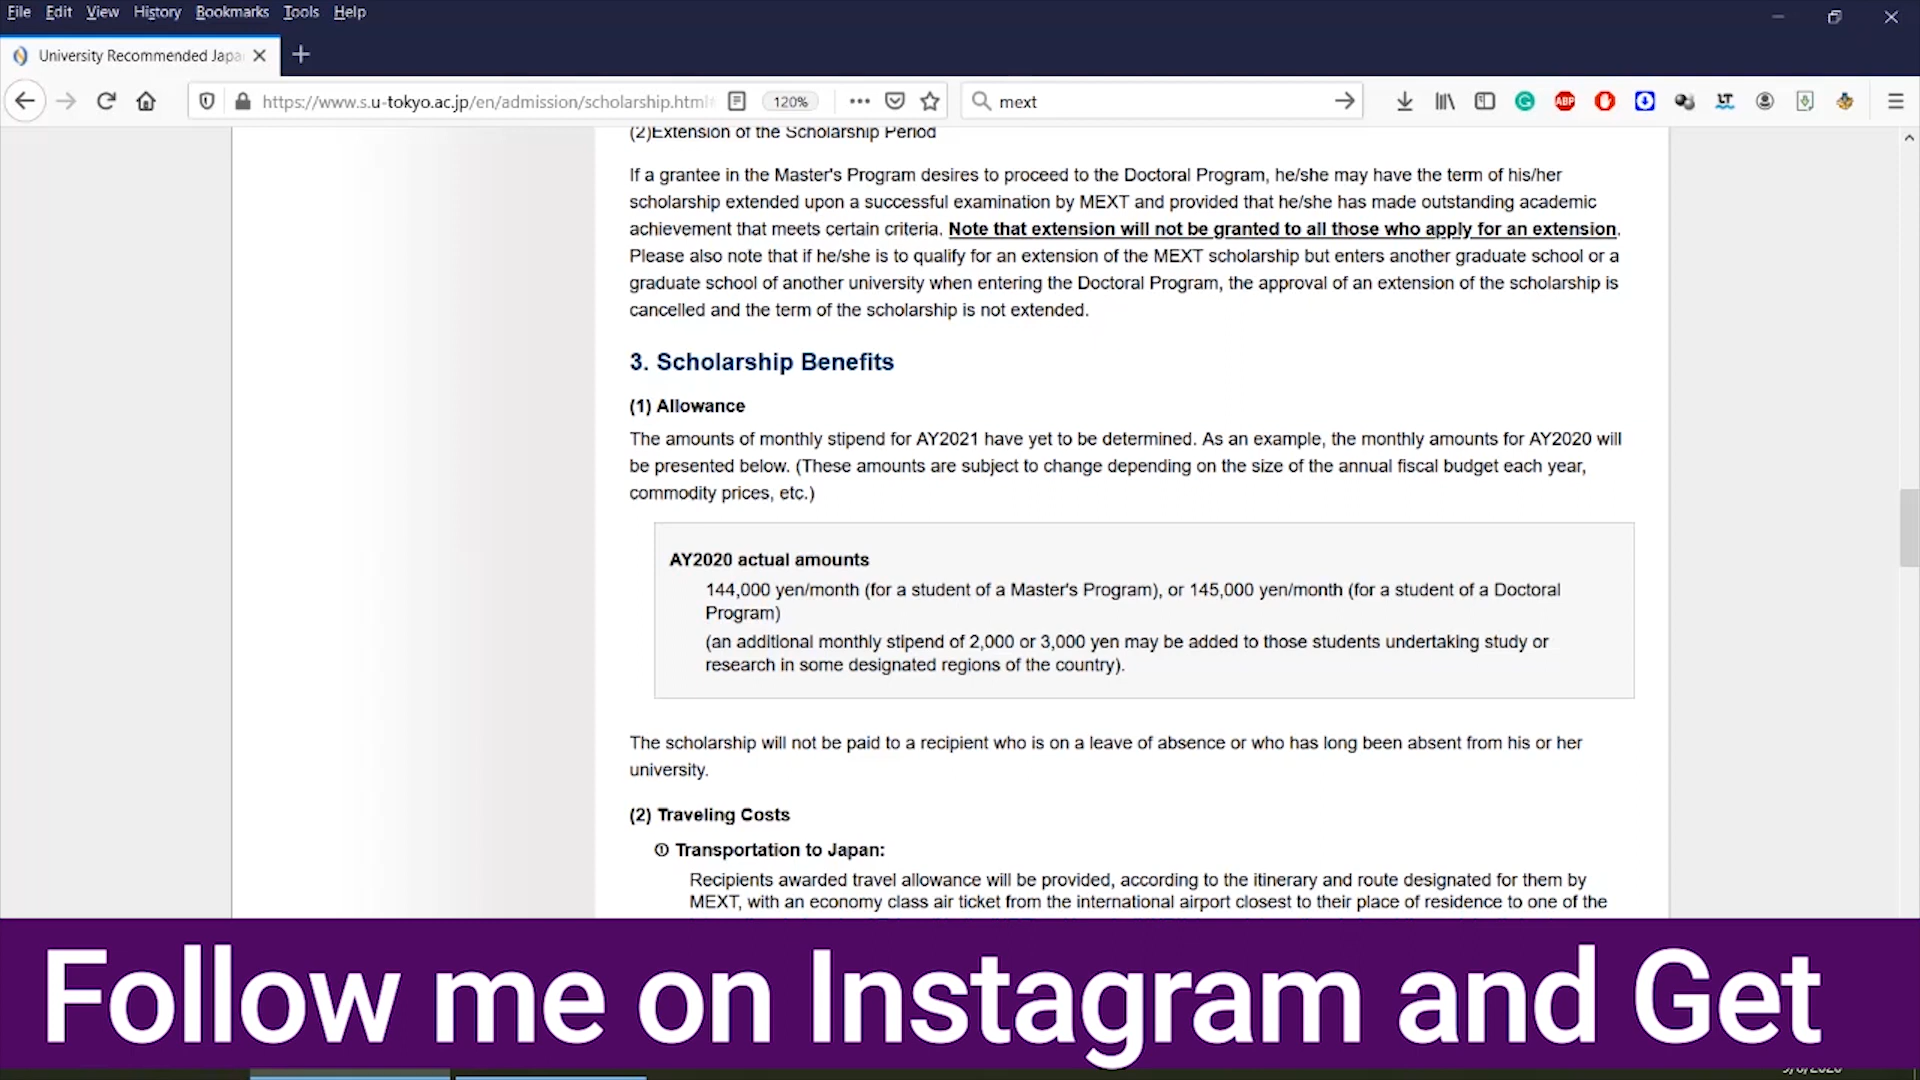 File Edit View History Bookmarks Tools Help
University Recommended Japa
https://www.s.u-tokyo.ac.jp/en/admission/scholarship.html
120%
mext
(2)Extension of the Scholarship Period
If a grantee in the Master's Program desires to proceed to the Doctoral Program, he/she may have the term of his/her
scholarship extended upon a successful examination by MEXT and provided that he/she has made outstanding academic
achievement that meets certain criteria. Note that extension will not be granted to all those who apply for an extension.
Please also note that if he/she is to qualify for an extension of the MEXT scholarship but enters another graduate school or a
graduate school of another university when entering the Doctoral Program, the approval of an extension of the scholarship is
cancelled and the term of the scholarship is not extended.
3. Scholarship Benefits
(1) Allowance
The amounts of monthly stipend for AY2021 have yet to be determined. As an example, the monthly amounts for AY2020 will
be presented below. (These amounts are subject to change depending on the size of the annual fiscal budget each year,
commodity prices, etc.)
AY2020 actual amounts
144,000 yen/month (for a student of a Master's Program), or 145,000 yen/month (for a student of a Doctoral
Program)
(an additional monthly stipend of 2,000 or 3,000 yen may be added to those students undertaking study or
research in some designated regions of the country).
The scholarship will not be paid to a recipient who is on a leave of absence or who has long been absent from his or her
university.
(2) Traveling Costs
① Transportation to Japan:
Recipients awarded travel allowance will be provided, according to the itinerary and route designated for them by
MEXT, with an economy class air ticket from the international airport closest to their place of residence to one of the
Follow me on Instagram and Get